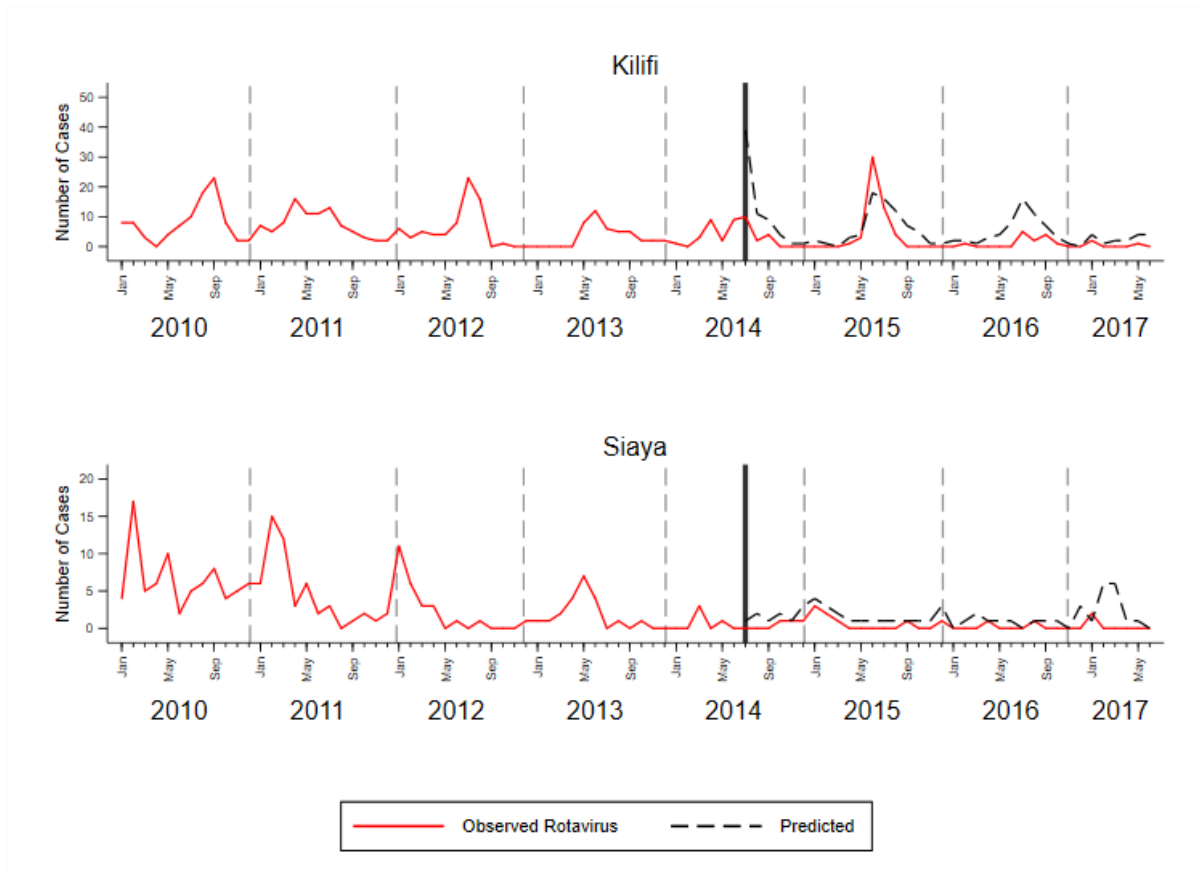 Kilifi
Number of Cases
50
40
30
20
10
0
Jan May Sep Jan May Sep Jan May Sep Jan May Sep Jan May Sep Jan May Sep Jan May Sep Jan May
2010 2011 2012 2013 2014 2015 2016 2017
Siaya
Number of Cases
20
15
10
5
0
Jan May Sep Jan May Sep Jan May Sep Jan May Sep Jan May Sep Jan May Sep Jan May Sep Jan May
2010 2011 2012 2013 2014 2015 2016 2017
Observed Rotavirus Predicted